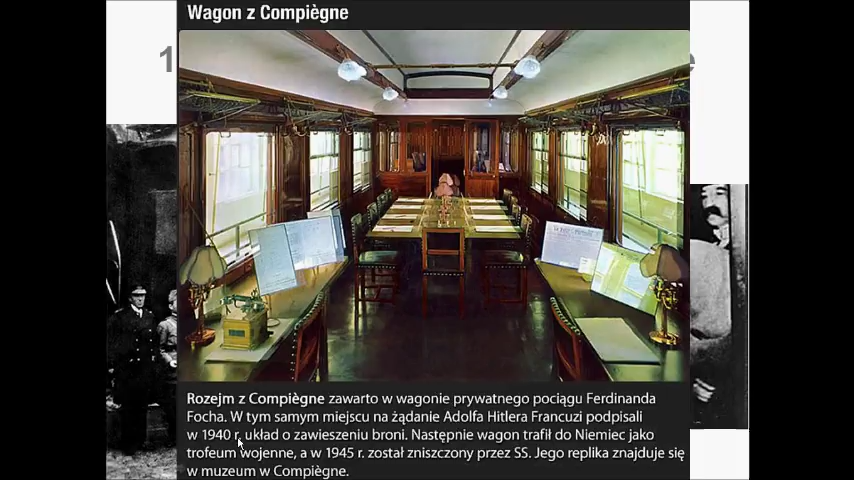 Wagon z Compiègne
1
e
Rozejm z Compiègne zawarto w wagonie prywatnego pociągu Ferdinanda
Focha. W tym samym miejscu na żądanie Adolfa Hitlera Francuzi podpisali
w 1940 r. układ o zawieszeniu broni. Następnie wagon trafił do Niemiec jako
trofeum wojenne, a w 1945 r. został zniszczony przez SS. Jego replika znajduje się
w muzeum w Compiègne.